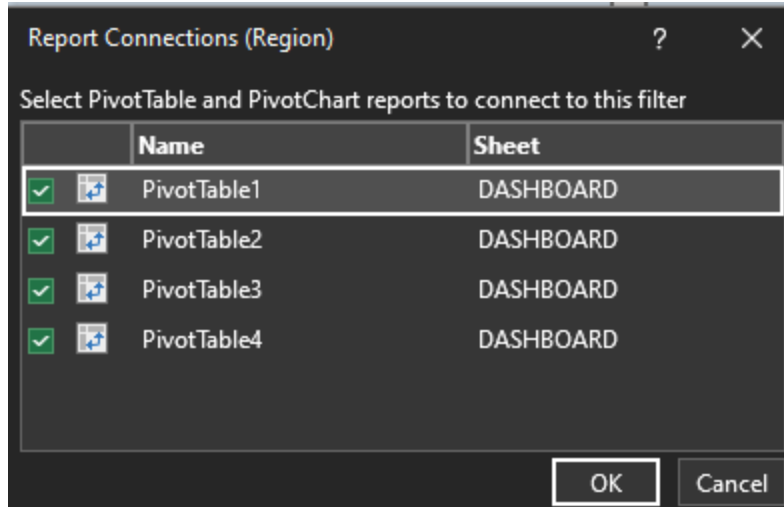 Report Connections (Region)
Select PivotTable and PivotChart reports to connect to this filter
Name Sheet
PivotTable1 DASHBOARD
PivotTable2 DASHBOARD
PivotTable3 DASHBOARD
PivotTable4 DASHBOARD
OK Cancel